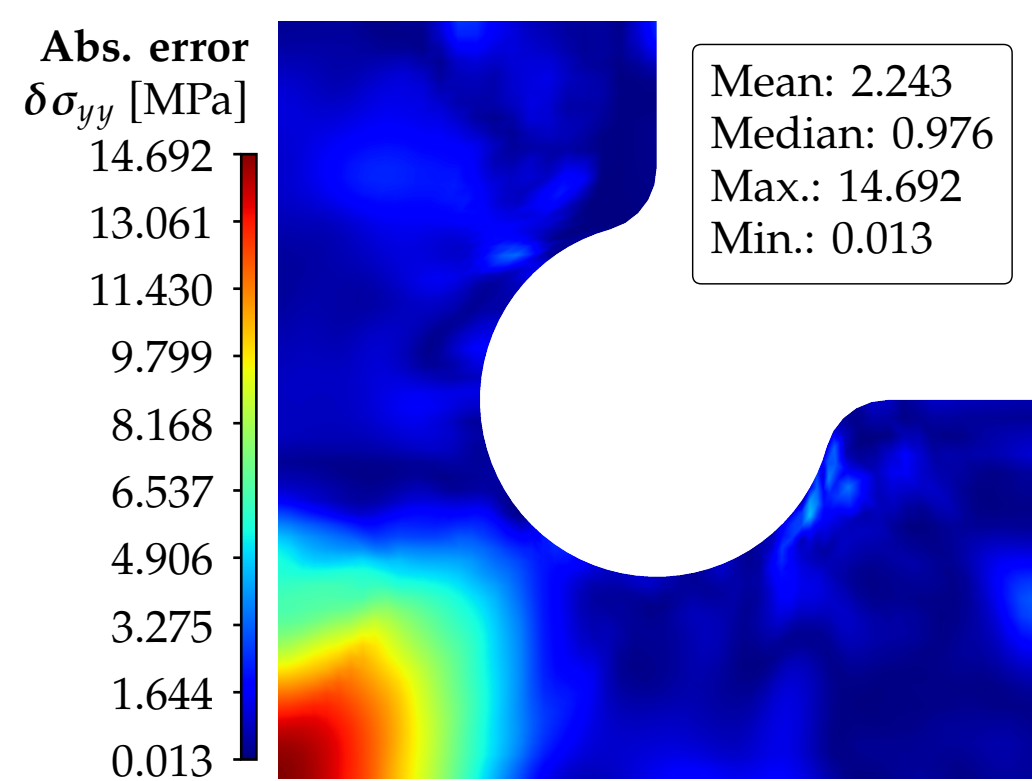 Abs. error
δσyy [MPa]
14.692
13.061
11.430
9.799
8.168
6.537
4.906
3.275
1.644
0.013
Mean: 2.243
Median: 0.976
Max.: 14.692
Min.: 0.013